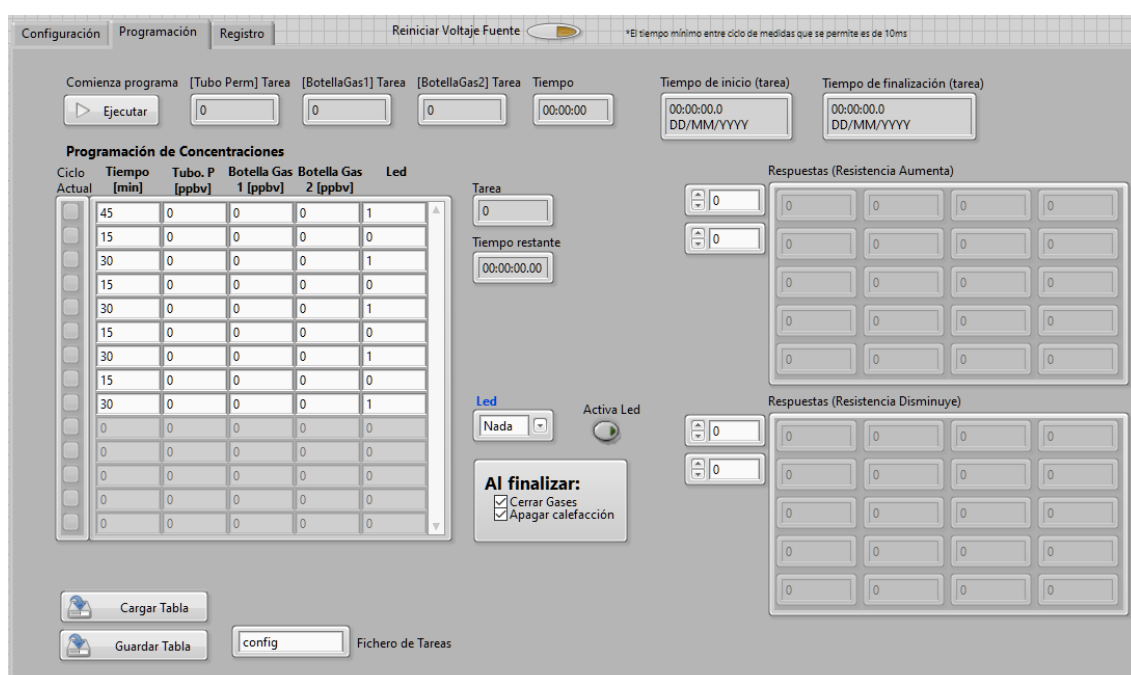 Configuración Programación Registro Reiniciar Voltaje Fuente *El tiempo mínimo entre ciclo de medidas que se permite es de 10ms
Comienza programa [Tubo Perm] Tarea [BotellaGas1] Tarea [BotellaGas2] Tarea Tiempo Tiempo de inicio (tarea) Tiempo de finalización (tarea)
Ejecutar 0 0 0 00:00:00 00:00:00.0 00:00:00.0
DD/MM/YYYY DD/MM/YYYY
Programación de Concentraciones
Ciclo Tiempo Tubo. P Botella Gas Botella Gas Led
Actual [min] [ppbv] 1 [ppbv] 2 [ppbv]
45 0 0 0 1
15 0 0 0 0
30 0 0 0 1
15 0 0 0 0
30 0 0 0 1
15 0 0 0 0
30 0 0 0 1
15 0 0 0 0
30 0 0 0 1
0 0 0 0 0
0 0 0 0 0
0 0 0 0 0
0 0 0 0 0
0 0 0 0 0
Tarea
0
Tiempo restante
00:00:00.00
Led
Nada
Activa Led
Al finalizar:
Cerrar Gases
Apagar calefacción
Respuestas (Resistencia Aumenta)
0
0
0 0 0 0
0 0 0 0
0 0 0 0
0 0 0 0
0 0 0 0
Respuestas (Resistencia Disminuye)
0
0
0 0 0 0
0 0 0 0
0 0 0 0
0 0 0 0
0 0 0 0
Cargar Tabla
Guardar Tabla
config Fichero de Tareas